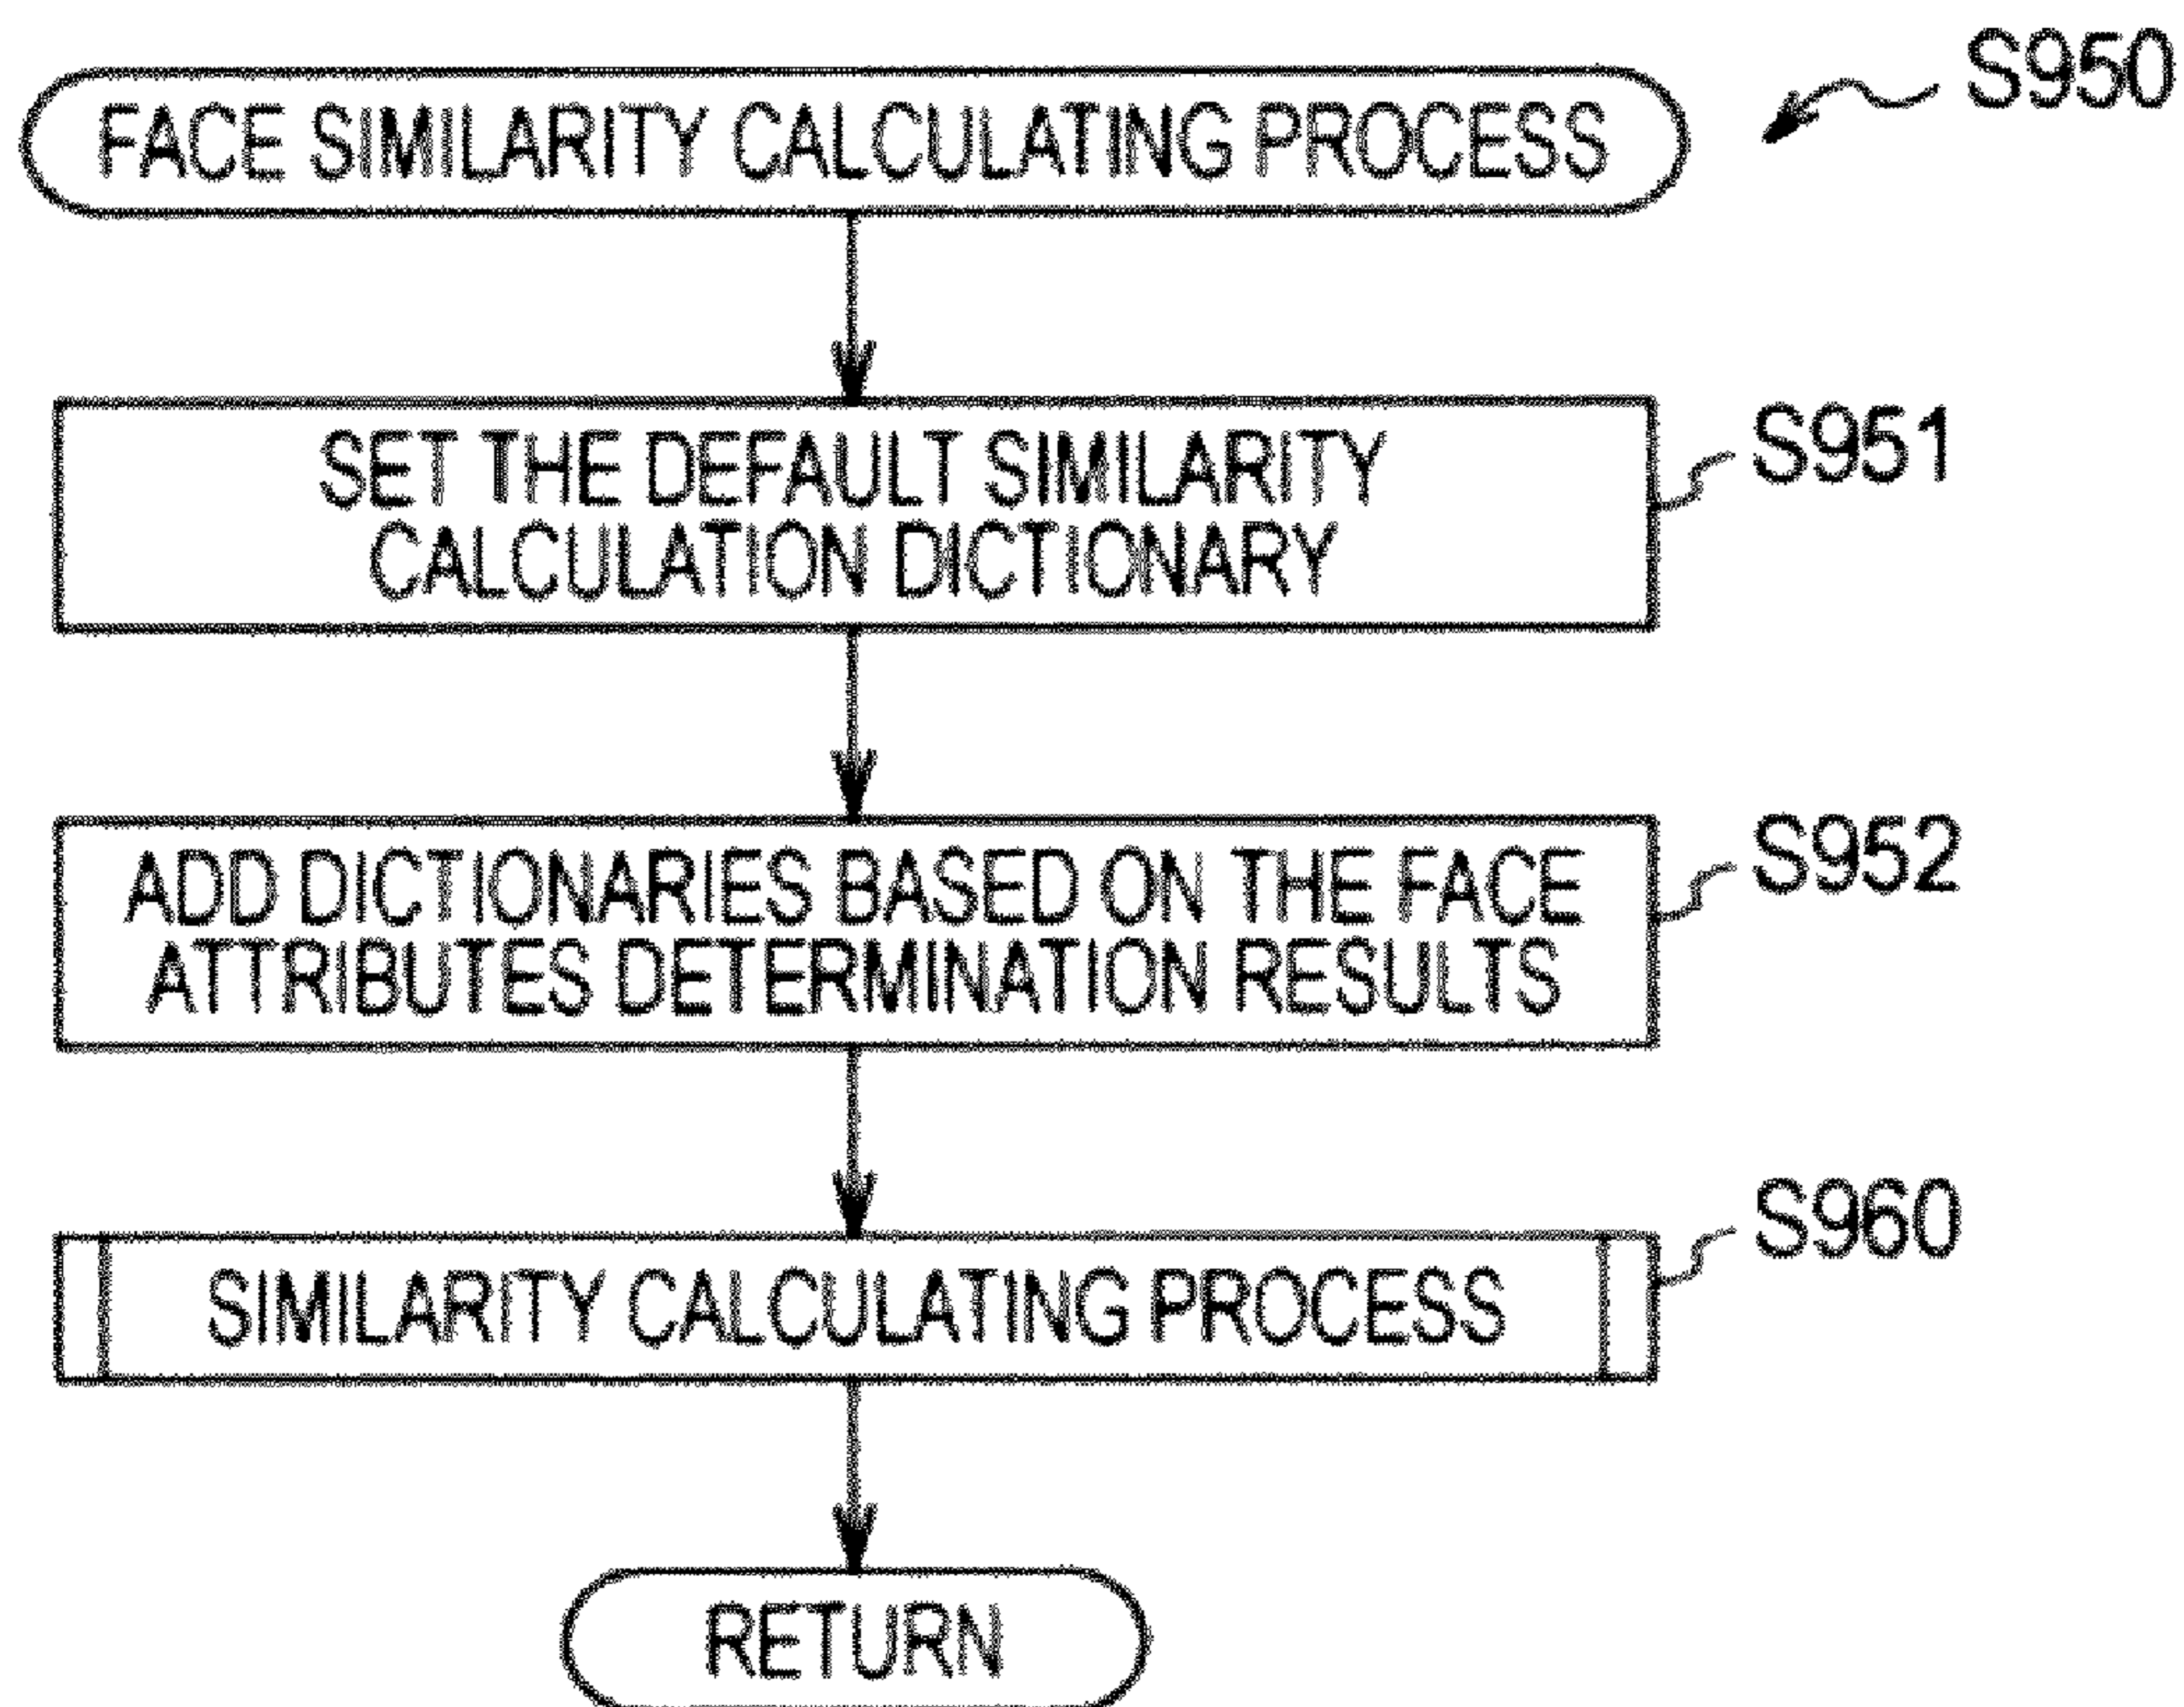 S950
FACE SIMILARITY CALCULATING PROCESS
SET THE DEFAULT SIMILARITY
CALCULATION DICTIONARY
S951
ADD DICTIONARIES BASED ON THE FACE
ATTRIBUTES DETERMINATION RESULTS
S952
SIMILARITY CALCULATING PROCESS
S960
RETURN